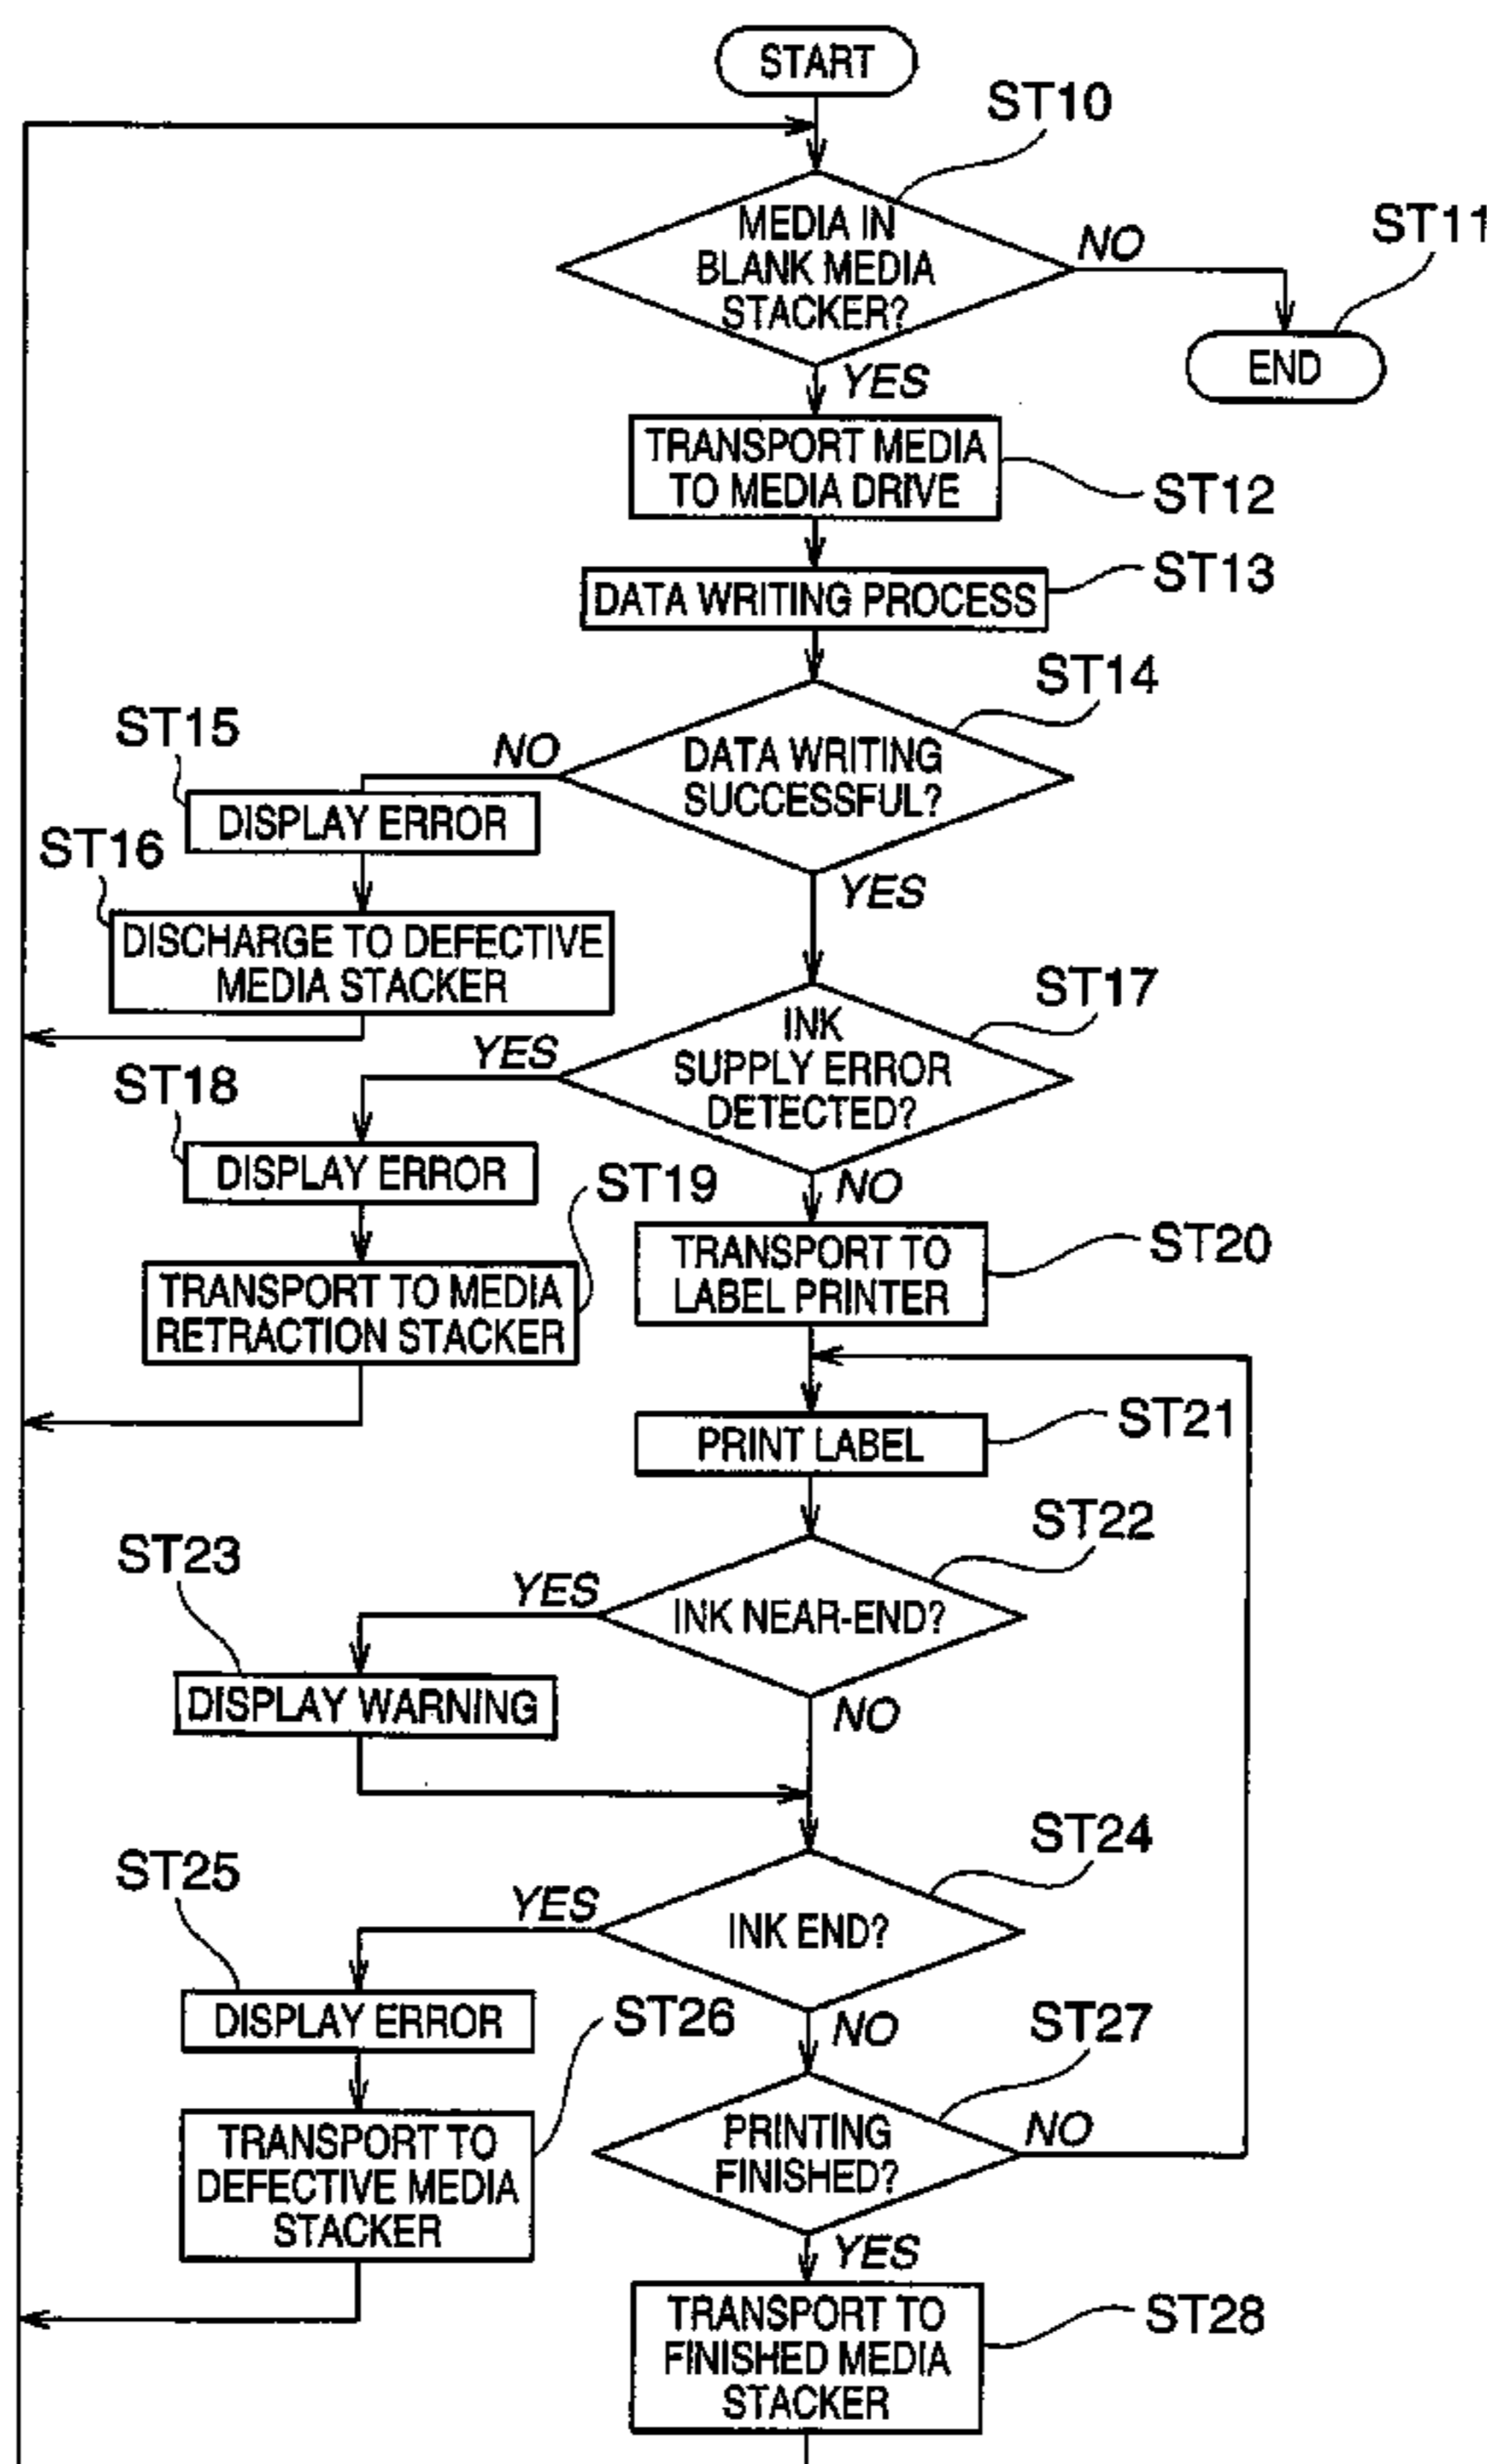 START
ST10
MEDIA IN
BLANK MEDIA
STACKER?
NO
ST11
END
YES
TRANSPORT MEDIA
TO MEDIA DRIVE
ST12
DATA WRITING PROCESS
ST13
ST14
DATA WRITING
SUCCESSFUL?
NO
ST15
DISPLAY ERROR
ST16
DISCHARGE TO DEFECTIVE
MEDIA STACKER
YES
ST17
INK
SUPPLY ERROR
DETECTED?
YES
ST18
DISPLAY ERROR
ST19
TRANSPORT TO MEDIA
RETRACTION STACKER
NO
TRANSPORT TO
LABEL PRINTER
ST20
PRINT LABEL
ST21
ST22
INK NEAR-END?
YES
ST23
DISPLAY WARNING
NO
ST24
INK END?
YES
ST25
DISPLAY ERROR
ST26
TRANSPORT TO
DEFECTIVE MEDIA
STACKER
NO
ST27
PRINTING
FINISHED?
NO
YES
TRANSPORT TO
FINISHED MEDIA
STACKER
ST28